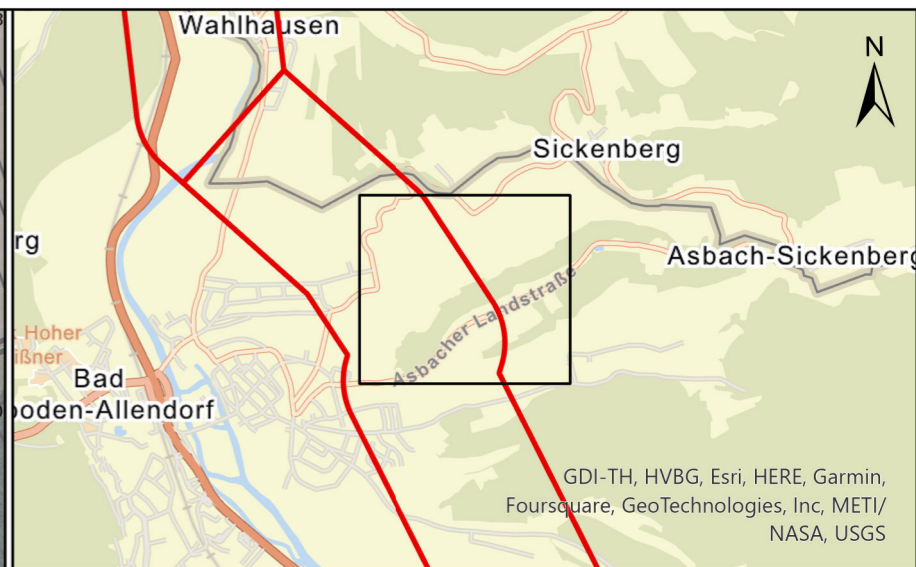 Wahlhausen
N
Sickenberg
rg
Asbach-Sickenberg
Asbacher Landstraße
Hoher
ißner
Bad
ooden-Allendorf
GDI-TH, HVBG, Esri, HERE, Garmin,
Foursquare, GeoTechnologies, Inc, METI/
NASA, USGS